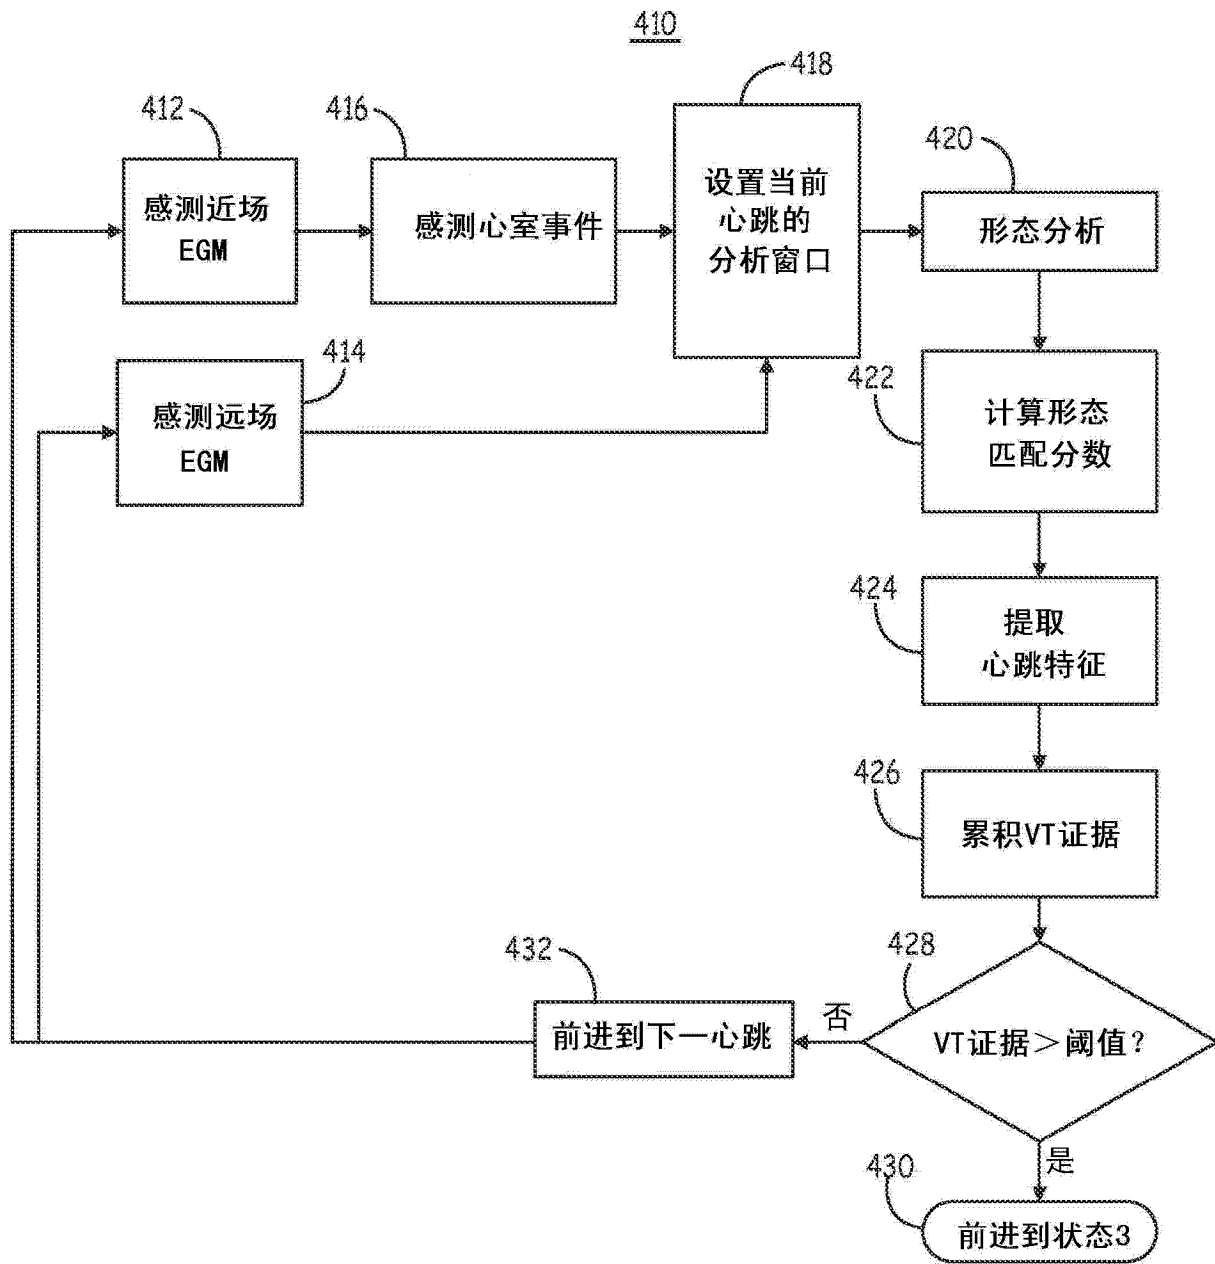 410
412
感测近场
EGM
416
感测心室事件
418
设置当前
心跳的
分析窗口
420
形态分析
414
感测远场
EGM
422
计算形态
匹配分数
424
提取
心跳特征
426
累积VT证据
428
VT证据＞阈值?
否
432
前进到下一心跳
是
430
前进到状态3